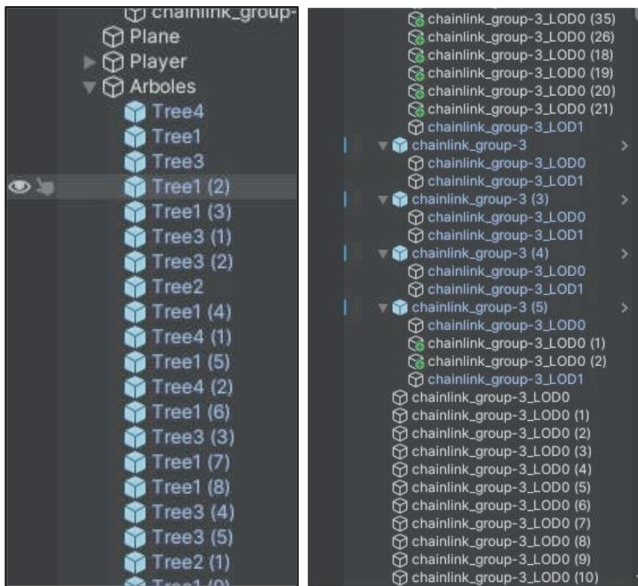 chainlink_group-
Plane
Player
Arboles
Tree4
Tree1
Tree3
Tree1 (2)
Tree1 (3)
Tree3 (1)
Tree3 (2)
Tree2
Tree1 (4)
Tree4 (1)
Tree1 (5)
Tree4 (2)
Tree1 (6)
Tree3 (3)
Tree1 (7)
Tree1 (8)
Tree3 (4)
Tree3 (5)
Tree2 (1)
Tree1 (9)
chainlink_group-3_LOD0 (35)
chainlink_group-3_LOD0 (26)
chainlink_group-3_LOD0 (18)
chainlink_group-3_LOD0 (19)
chainlink_group-3_LOD0 (20)
chainlink_group-3_LOD0 (21)
chainlink_group-3_LOD1
chainlink_group-3
chainlink_group-3_LOD0
chainlink_group-3_LOD1
chainlink_group-3 (3)
chainlink_group-3_LOD0
chainlink_group-3_LOD1
chainlink_group-3 (4)
chainlink_group-3_LOD0
chainlink_group-3_LOD1
chainlink_group-3 (5)
chainlink_group-3_LOD0
chainlink_group-3_LOD0 (1)
chainlink_group-3_LOD0 (2)
chainlink_group-3_LOD1
chainlink_group-3_LOD0
chainlink_group-3_LOD0 (1)
chainlink_group-3_LOD0 (2)
chainlink_group-3_LOD0 (3)
chainlink_group-3_LOD0 (4)
chainlink_group-3_LOD0 (5)
chainlink_group-3_LOD0 (6)
chainlink_group-3_LOD0 (7)
chainlink_group-3_LOD0 (8)
chainlink_group-3_LOD0 (9)
chainlink_group-3_LOD0 (10)